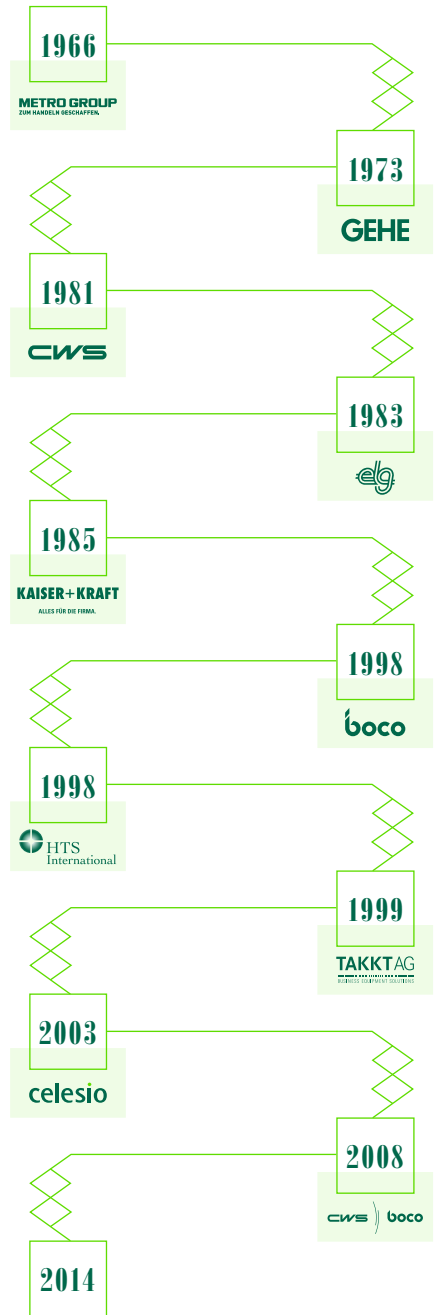 1966
METRO GROUP
ZUM HANDELN GESCHAFFEN.
1973
GEHE
1981
CWS
1983
elg
1985
KAISER+KRAFT
ALLES FÜR DIE FIRMA.
1998
boco
1998
HTS
International
1999
TAKKT AG
BUSINESS EQUIPMENT SOLUTIONS
2003
celesio
2008
CWS boco
2014